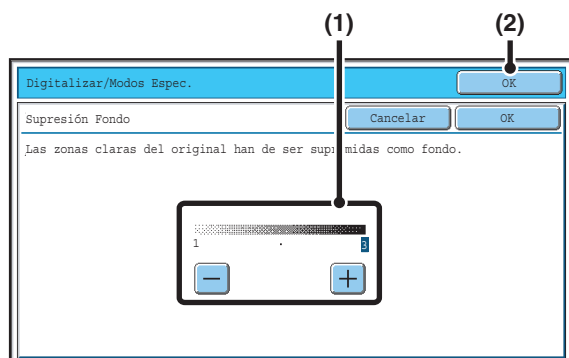 (1) (2)
Digitalizar/Modos Espec. OK
Supresión Fondo Cancelar OK
Las zonas claras del original han de ser suprimidas como fondo.
1 · 3
− +